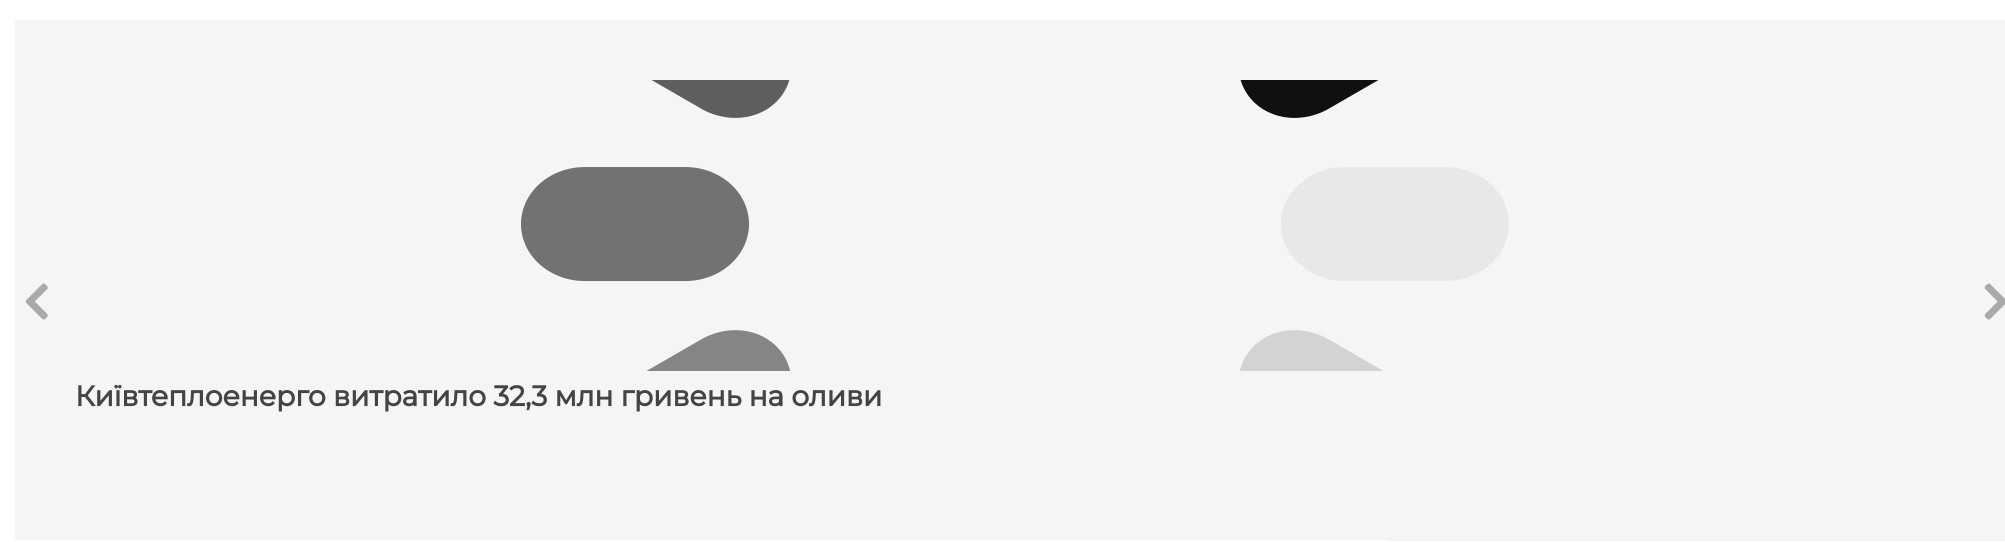 Київтеплоенерго витратило 32,3 млн гривень на оливи